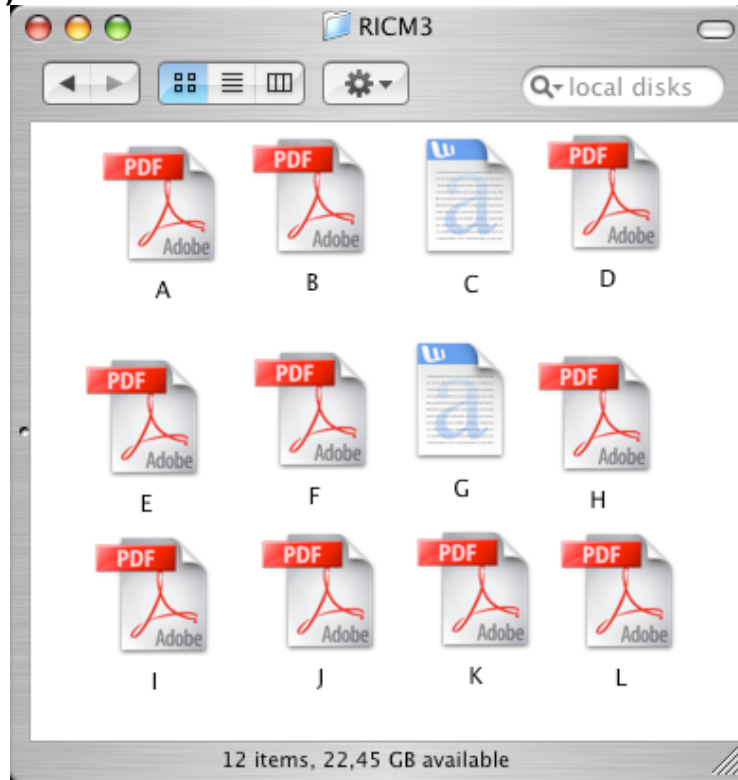 RICM3
local disks
PDF PDF W PDF
Adobe Adobe a Adobe
A B C D
PDF PDF W PDF
Adobe Adobe a Adobe
E F G H
PDF PDF PDF PDF
Adobe Adobe Adobe Adobe
I J K L
12 items, 22,45 GB available